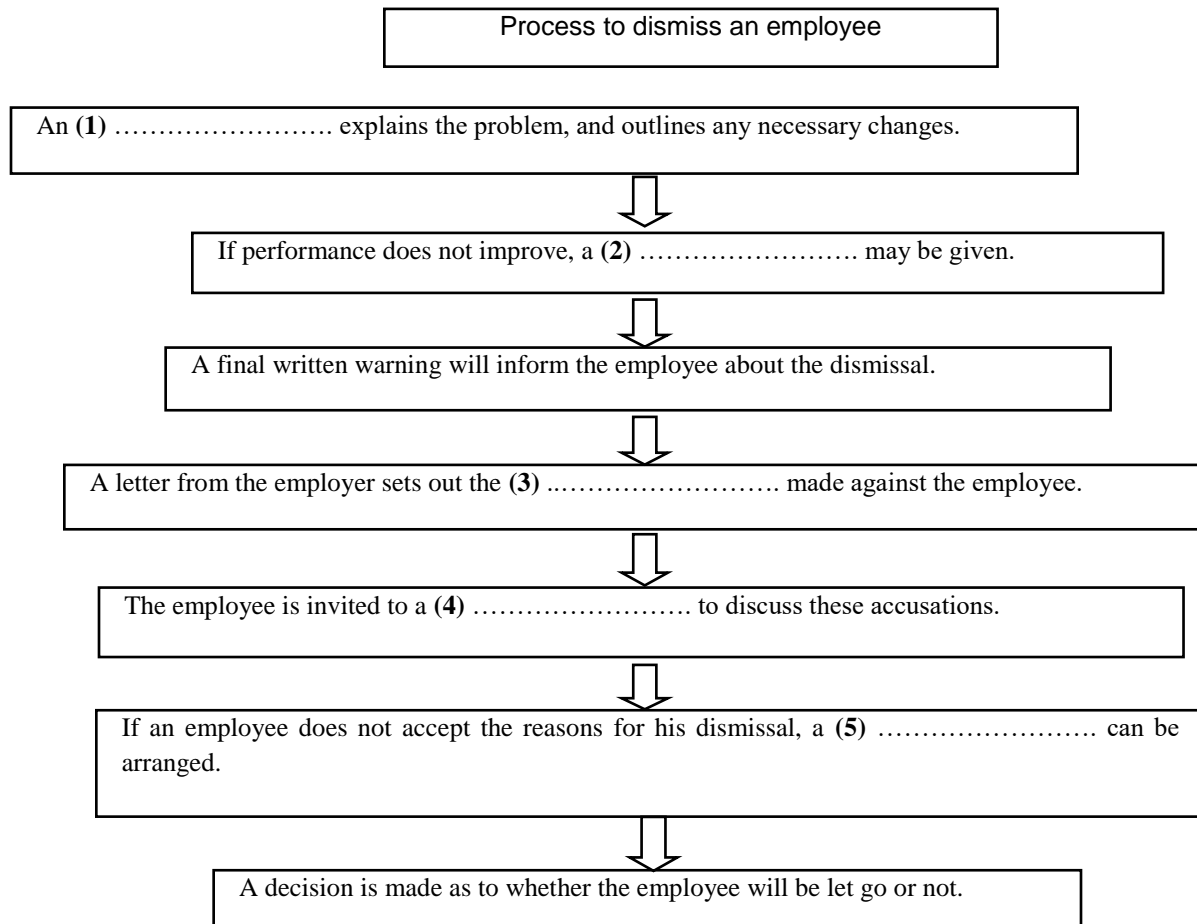 Process to dismiss an employee
An (1) ……………………. explains the problem, and outlines any necessary changes.
If performance does not improve, a (2) ……………………. may be given.
A final written warning will inform the employee about the dismissal.
A letter from the employer sets out the (3) ..……………………. made against the employee.
The employee is invited to a (4) ……………………. to discuss these accusations.
If an employee does not accept the reasons for his dismissal, a (5) ……………………. can be
arranged.
A decision is made as to whether the employee will be let go or not.